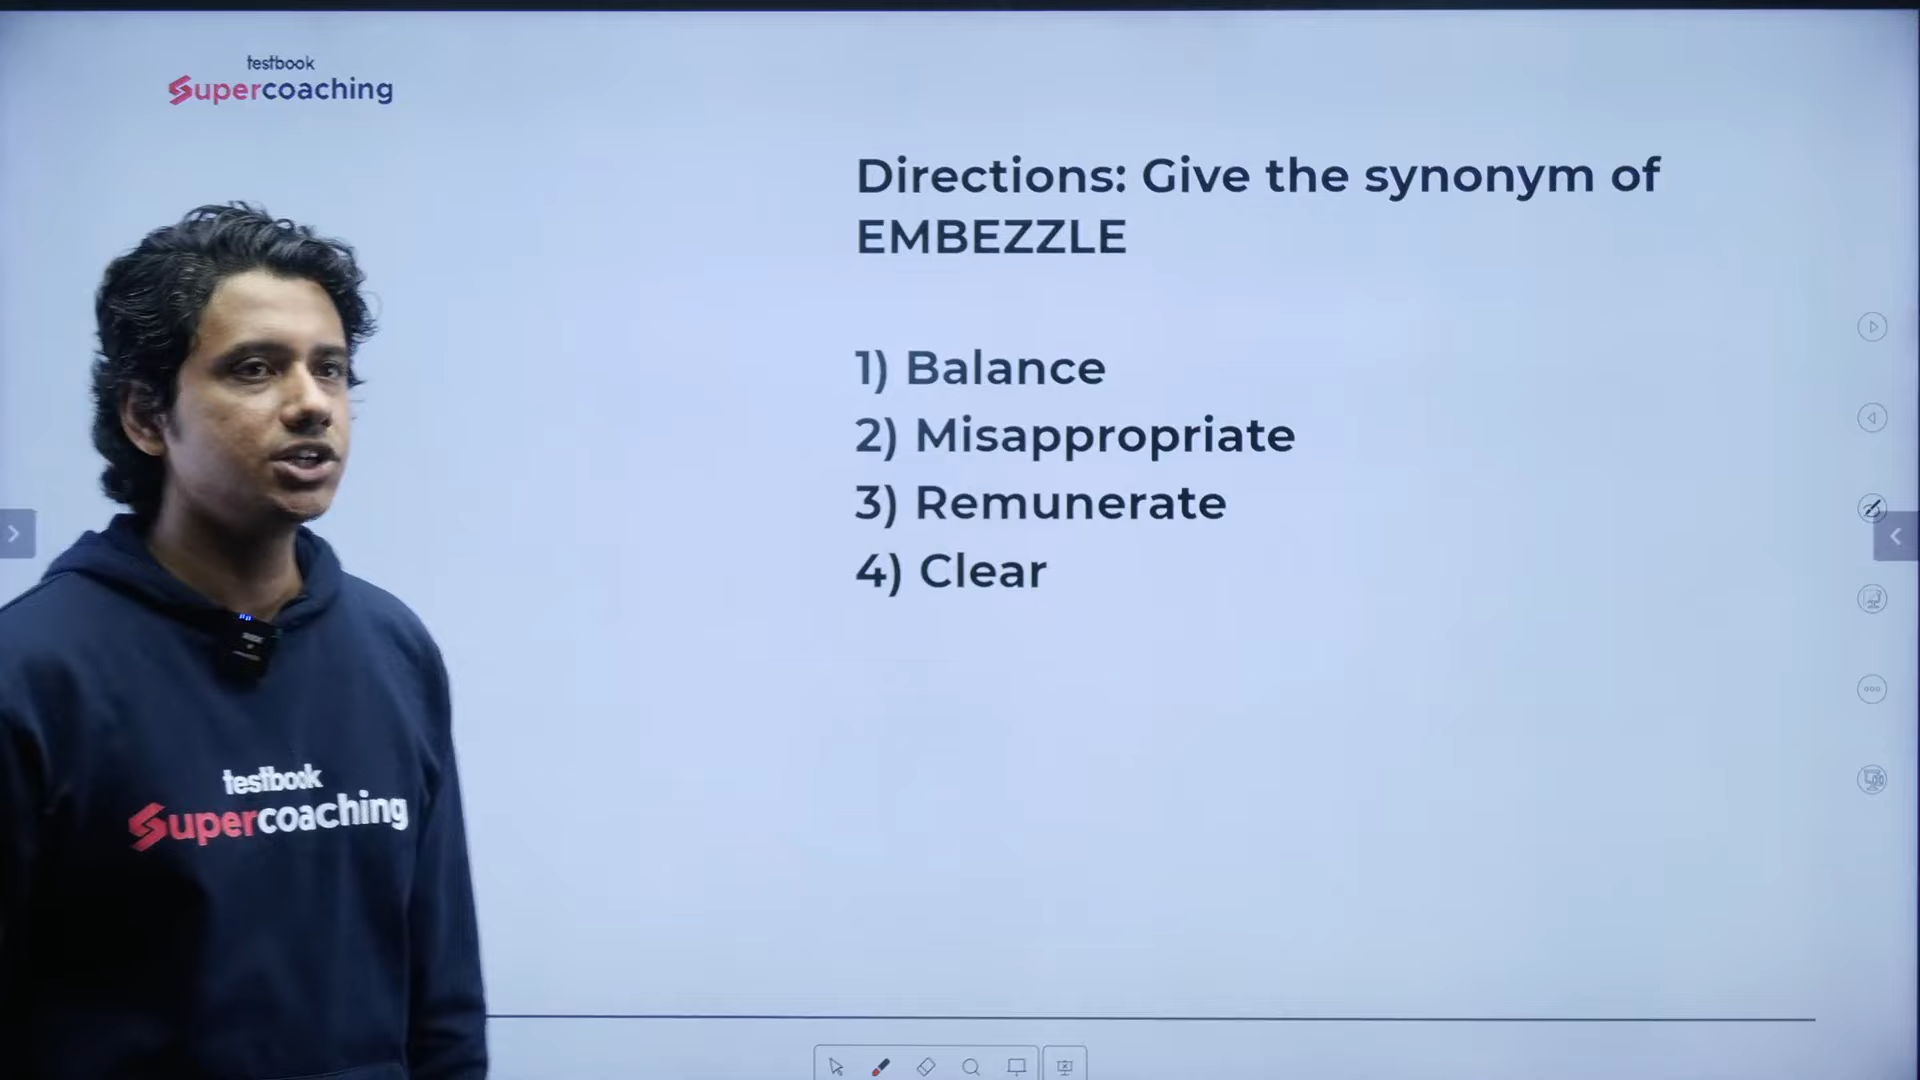 testbook
Supercoaching
Directions: Give the synonym of
EMBEZZLE
1) Balance
2) Misappropriate
3) Remunerate
4) Clear
testbook
Supercoaching